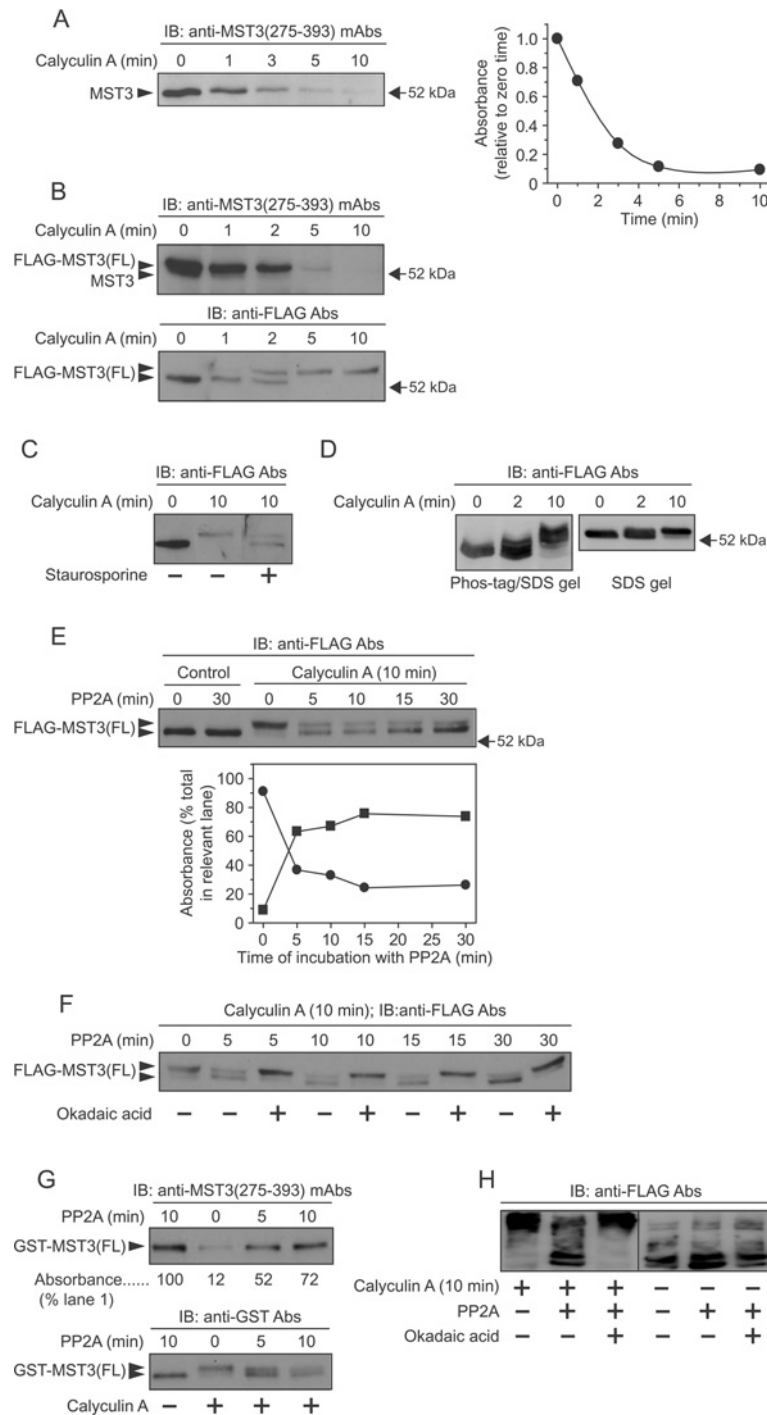 A
IB: anti-MST3(275-393) mAbs
Calyculin A (min) 0 1 3 5 10
MST3
52 kDa
Absorbance
(relative to zero time)
1.0
0.8
0.6
0.4
0.2
0
0 2 4 6 8 10
Time (min)
B
IB: anti-MST3(275-393) mAbs
Calyculin A (min) 0 1 2 5 10
FLAG-MST3(FL)
MST3
52 kDa
IB: anti-FLAG Abs
Calyculin A (min) 0 1 2 5 10
FLAG-MST3(FL)
52 kDa
C
IB: anti-FLAG Abs
Calyculin A (min) 0 10 10
Staurosporine − − +
D
IB: anti-FLAG Abs
Calyculin A (min) 0 2 10 0 2 10
52 kDa
Phos-tag/SDS gel SDS gel
E
IB: anti-FLAG Abs
Control Calyculin A (10 min)
PP2A (min) 0 30 0 5 10 15 30
FLAG-MST3(FL)
52 kDa
Absorbance (% total
in relevant lane)
100
80
60
40
20
0
0 5 10 15 20 25 30
Time of incubation with PP2A (min)
F
Calyculin A (10 min); IB:anti-FLAG Abs
PP2A (min) 0 5 5 10 10 15 15 30 30
FLAG-MST3(FL)
Okadaic acid − − + − + − + − +
G
IB: anti-MST3(275-393) mAbs
PP2A (min) 10 0 5 10
GST-MST3(FL)
Absorbance...... 100 12 52 72
(% lane 1)
IB: anti-GST Abs
PP2A (min) 10 0 5 10
GST-MST3(FL)
Calyculin A − + + +
H
IB: anti-FLAG Abs
Calyculin A (10 min) + + + − − −
PP2A − + + − + +
Okadaic acid − − + − − +